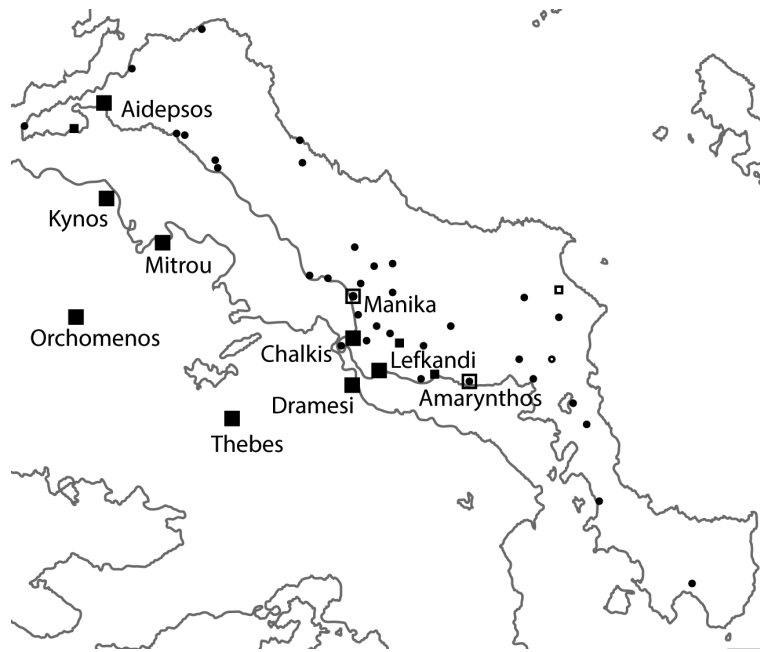 Aidepsos
Kynos
Mitrou
Manika
Orchomenos
Chalkis
Lefkandi
Dramesi
Amarynthos
Thebes